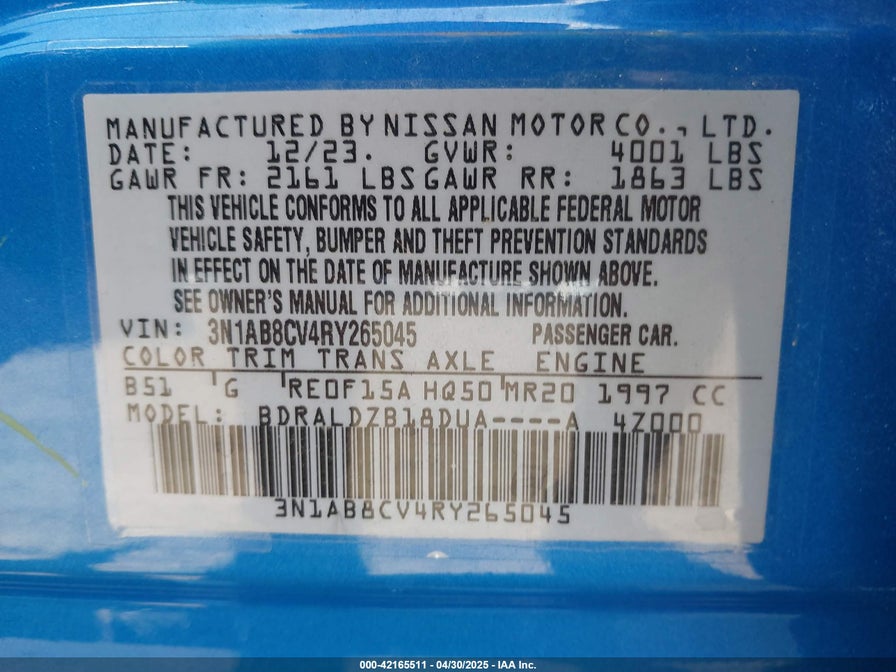 MANUFACTURED BY NISSAN MOTOR CO., LTD.
DATE: 12/23. GVWR: 4001 LBS
GAWR FR: 2161 LBS GAWR RR: 1863 LBS
THIS VEHICLE CONFORMS TO ALL APPLICABLE FEDERAL MOTOR
VEHICLE SAFETY, BUMPER AND THEFT PREVENTION STANDARDS
IN EFFECT ON THE DATE OF MANUFACTURE SHOWN ABOVE.
SEE OWNER'S MANUAL FOR ADDITIONAL INFORMATION.
VIN: 3N1AB8CV4RY265045 PASSENGER CAR.
COLOR TRIM TRANS AXLE ENGINE
B51 G RE0F15A HQ50 MR20 1997 CC
MODEL: BDRALDZB18DUA----A 4Z000
3N1AB8CV4RY265045
000-42165511 - 04/30/2025 - IAA Inc.